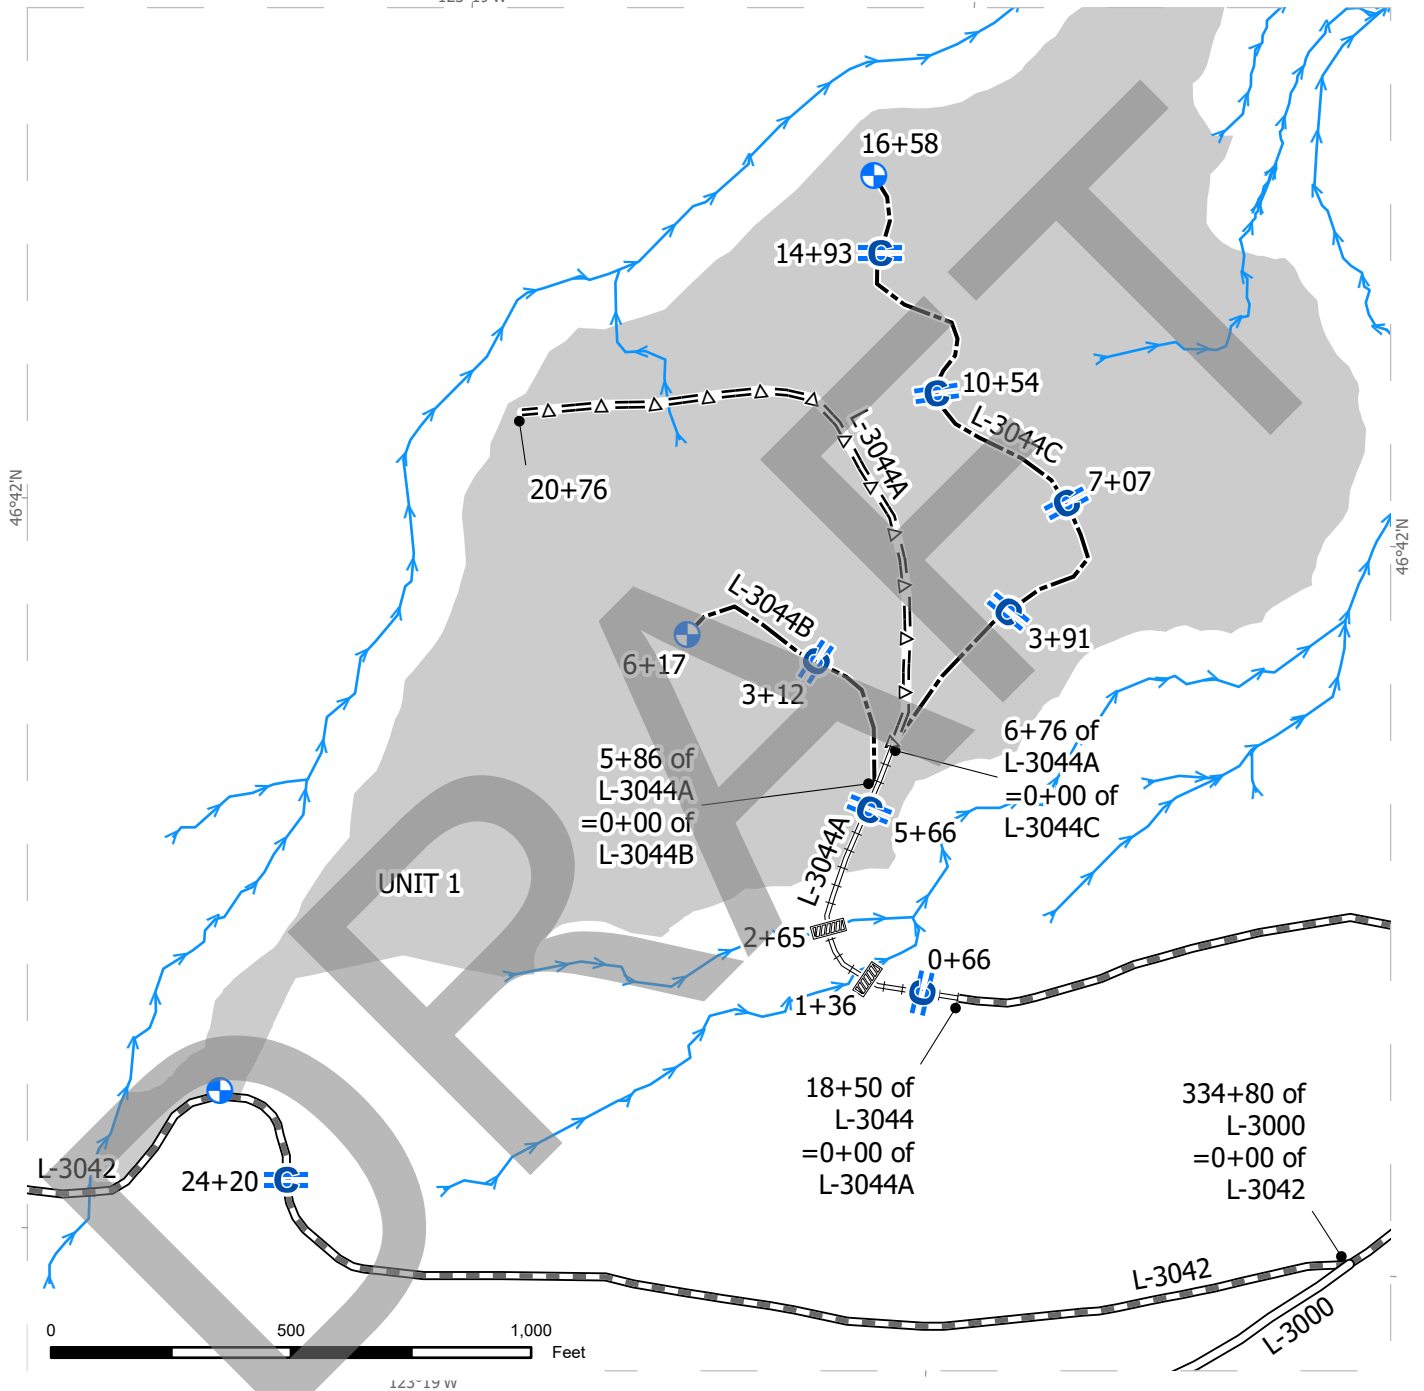 16+58
14+93
10+54
L-3044C
L-3044A
7+07
20+76
46°42'N
46°42'N
L-3044B
3+91
6+17
3+12
6+76 of
L-3044A
=0+00 of
L-3044C
5+86 of
L-3044A
=0+00 of
L-3044B
5+66
L-3044A
UNIT 1
2+65
0+66
1+36
18+50 of
L-3044
=0+00 of
L-3044A
334+80 of
L-3000
=0+00 of
L-3042
L-3042
24+20
L-3042
L-3000
0 500 1,000
Feet
123°19'W
DRAFT